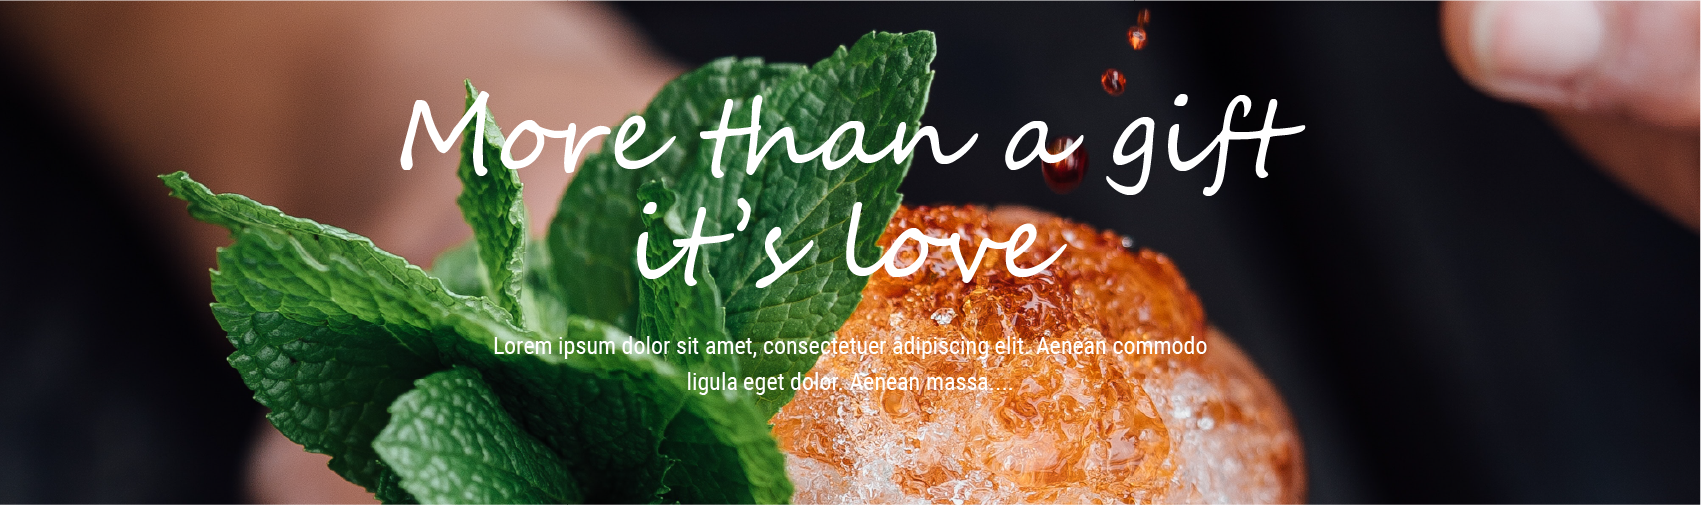 More than a gift
it's love
Lorem ipsum dolor sit amet, consectetuer adipiscing elit. Aenean commodo
ligula eget dolor. Aenean massa....